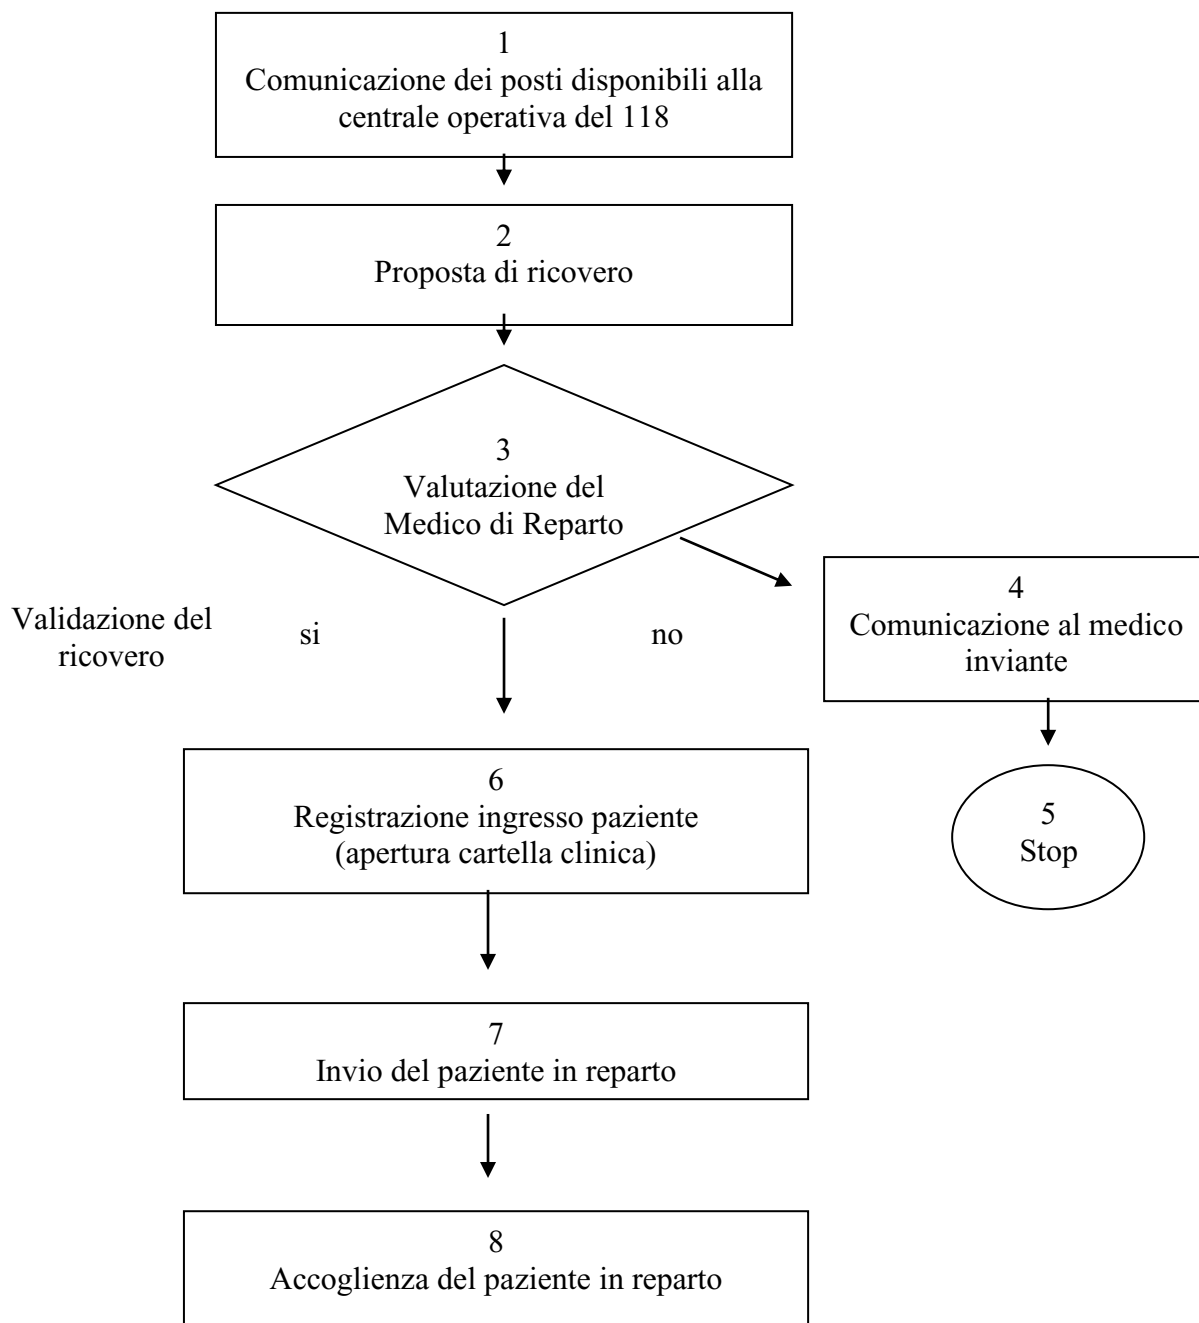 1
Comunicazione dei posti disponibili alla
centrale operativa del 118
2
Proposta di ricovero
3
Valutazione del
Medico di Reparto
Validazione del
ricovero
si
no
4
Comunicazione al medico
inviante
5
Stop
6
Registrazione ingresso paziente
(apertura cartella clinica)
7
Invio del paziente in reparto
8
Accoglienza del paziente in reparto